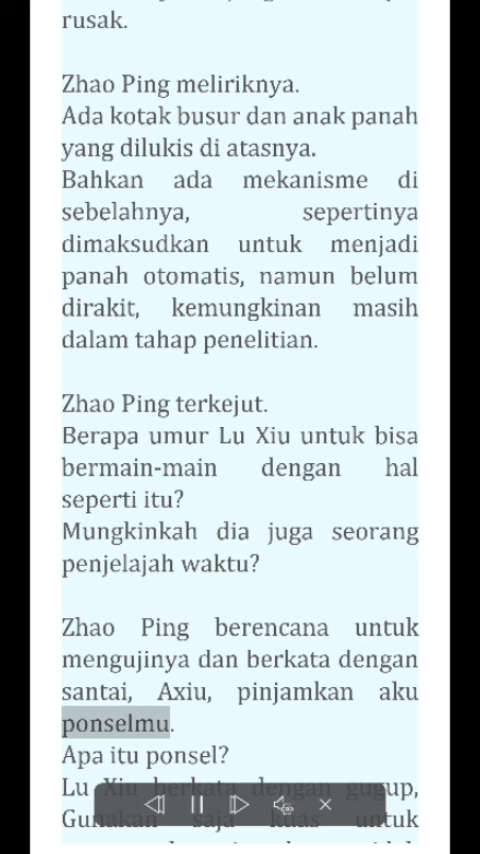 rusak.
Zhao Ping meliriknya.
Ada kotak busur dan anak panah
yang dilukis di atasnya.
Bahkan ada mekanisme di
sebelahnya, sepertinya
dimaksudkan untuk menjadi
panah otomatis, namun belum
dirakit, kemungkinan masih
dalam tahap penelitian.
Zhao Ping terkejut.
Berapa umur Lu Xiu untuk bisa
bermain-main dengan hal
seperti itu?
Mungkinkah dia juga seorang
penjelajah waktu?
Zhao Ping berencana untuk
mengujinya dan berkata dengan
santai, Axiu, pinjamkan aku
ponselmu.
Apa itu ponsel?
Lu Xiu berkata dengan gugup,
Gunakan saja kuas untuk